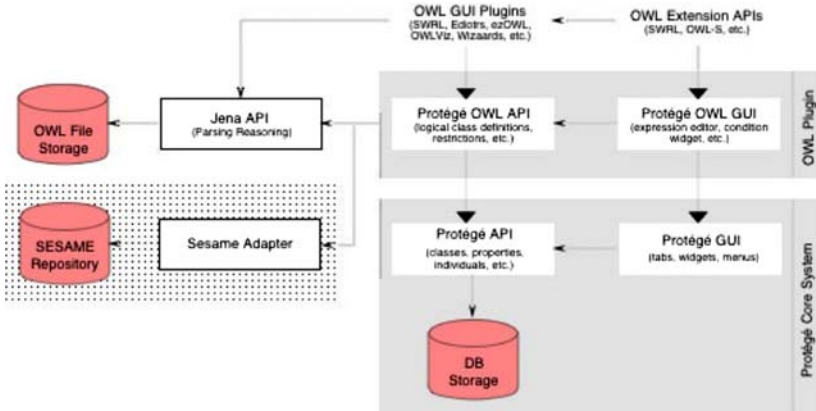 OWL GUI Plugins
(SWRL, Ediotrs, ezOWL,
OWLViz, Wizaards, etc.)
OWL Extension APIs
(SWRL, OWL-S, etc.)
OWL File
Storage
Jena API
(Parsing Reasoning)
Protégé OWL API
(logical class definitions,
restrictions, etc.)
Protégé OWL GUI
(expression editor, condition
widget, etc.)
OWL Plugin
SESAME
Repository
Sesame Adapter
Protégé API
(classes, properties,
individuals, etc.)
Protégé GUI
(tabs, widgets, menus)
Protégé Core System
DB
Storage